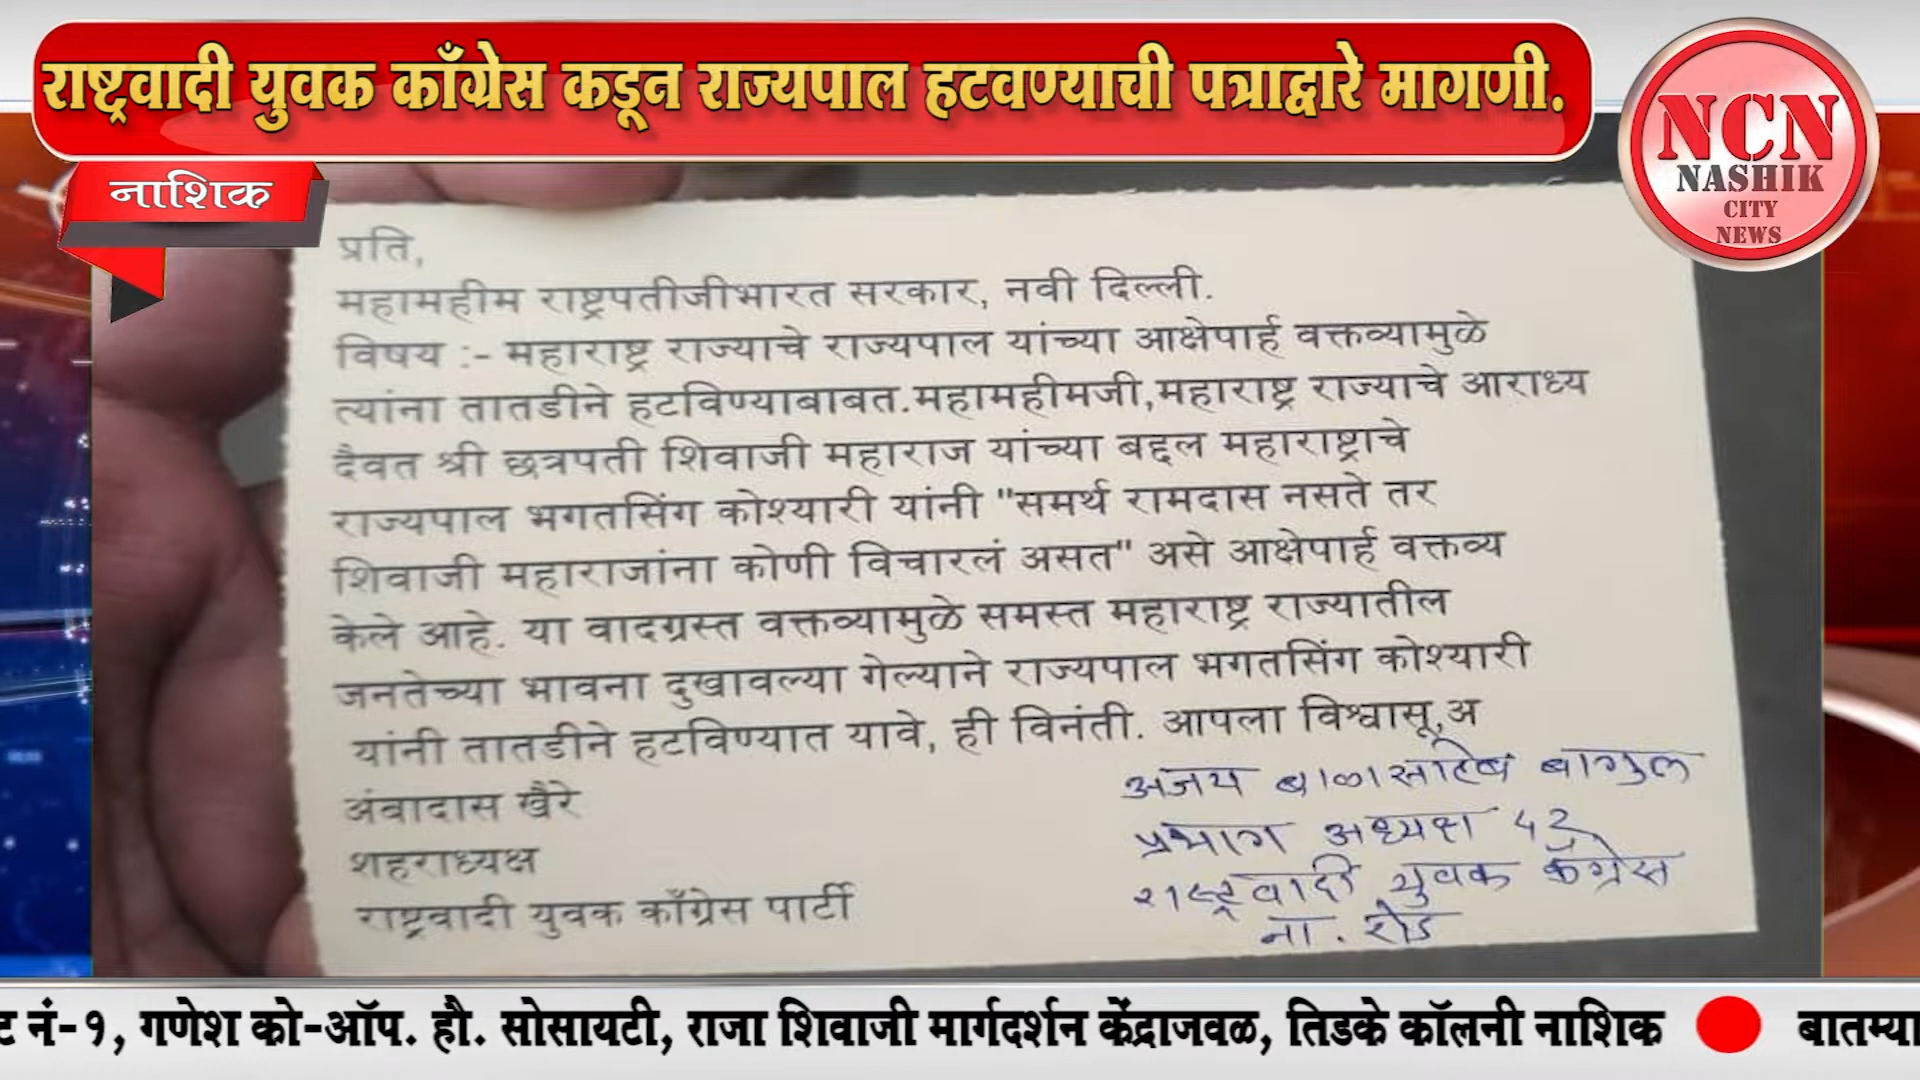 राष्ट्रवादी युवक काँग्रेस कडून राज्यपाल हटवण्याची पत्राद्वारे मागणी.
NCN
NASHIK
CITY
NEWS
नाशिक
प्रति,
महामहीम राष्ट्रपतीजीभारत सरकार, नवी दिल्ली.
विषय :- महाराष्ट्र राज्याचे राज्यपाल यांच्या आक्षेपार्ह वक्तव्यामुळे
त्यांना तातडीने हटविण्याबाबत.महामहीमजी,महाराष्ट्र राज्याचे आराध्य
दैवत श्री छत्रपती शिवाजी महाराज यांच्या बद्दल महाराष्ट्राचे
राज्यपाल भगतसिंग कोश्यारी यांनी "समर्थ रामदास नसते तर
शिवाजी महाराजांना कोणी विचारलं असत" असे आक्षेपार्ह वक्तव्य
केले आहे. या वादग्रस्त वक्तव्यामुळे समस्त महाराष्ट्र राज्यातील
जनतेच्या भावना दुखावल्या गेल्याने राज्यपाल भगतसिंग कोश्यारी
यांनी तातडीने हटविण्यात यावे, ही विनंती. आपला विश्वासू,अ
अंबादास खैरे
शहराध्यक्ष
राष्ट्रवादी युवक काँग्रेस पार्टी
अजय बाळासाहेब बागुल
प्रभाग अध्यक्ष 42
राष्ट्रवादी युवक काँग्रेस
ना. रोड
ट नं-१, गणेश को-ऑप. हौ. सोसायटी, राजा शिवाजी मार्गदर्शन केंद्राजवळ, तिडके कॉलनी नाशिक
बातम्या